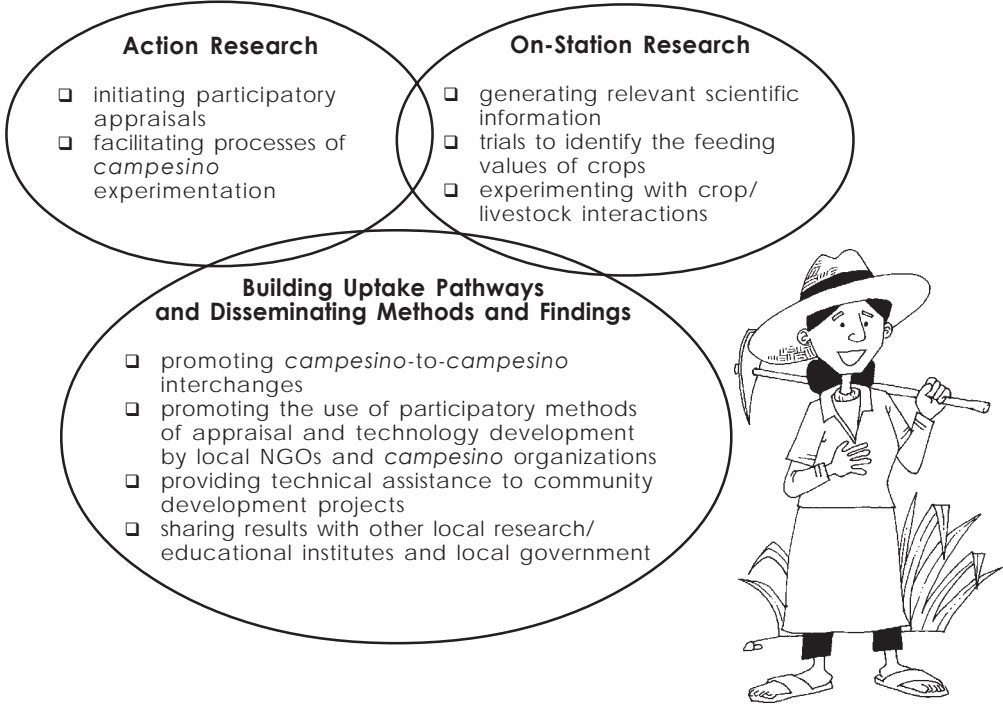 Action Research
❑ initiating participatory
appraisals
❑ facilitating processes of
campesino
experimentation
On-Station Research
❑ generating relevant scientific
information
❑ trials to identify the feeding
values of crops
❑ experimenting with crop/
livestock interactions
Building Uptake Pathways
and Disseminating Methods and Findings
❑ promoting campesino-to-campesino
interchanges
❑ promoting the use of participatory methods
of appraisal and technology development
by local NGOs and campesino organizations
❑ providing technical assistance to community
development projects
❑ sharing results with other local research/
educational institutes and local government